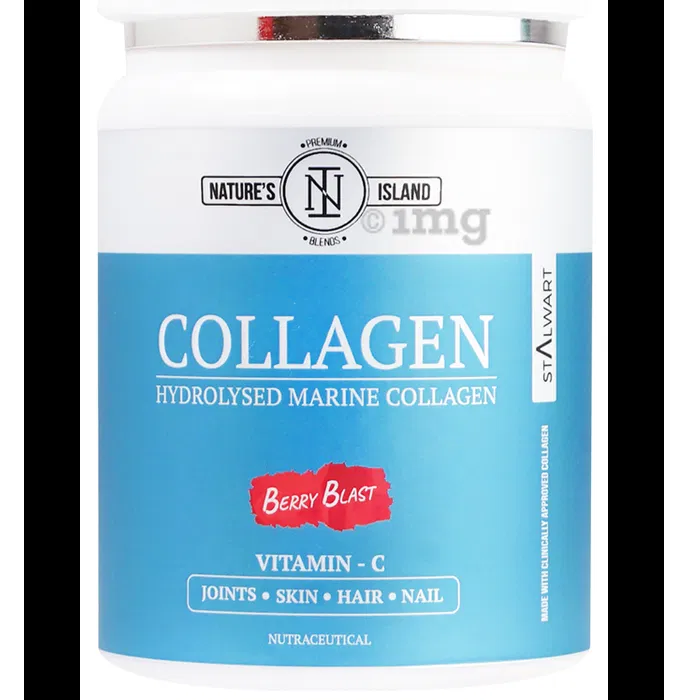 •PREMIUM•
NATURE'S
NI
ISLAND
•BLENDS•
© 1mg
COLLAGEN
HYDROLYSED MARINE COLLAGEN
BERRY BLAST
VITAMIN - C
JOINTS • SKIN • HAIR • NAIL
NUTRACEUTICAL
STALWART
MADE WITH CLINICALLY APPROVED COLLAGEN